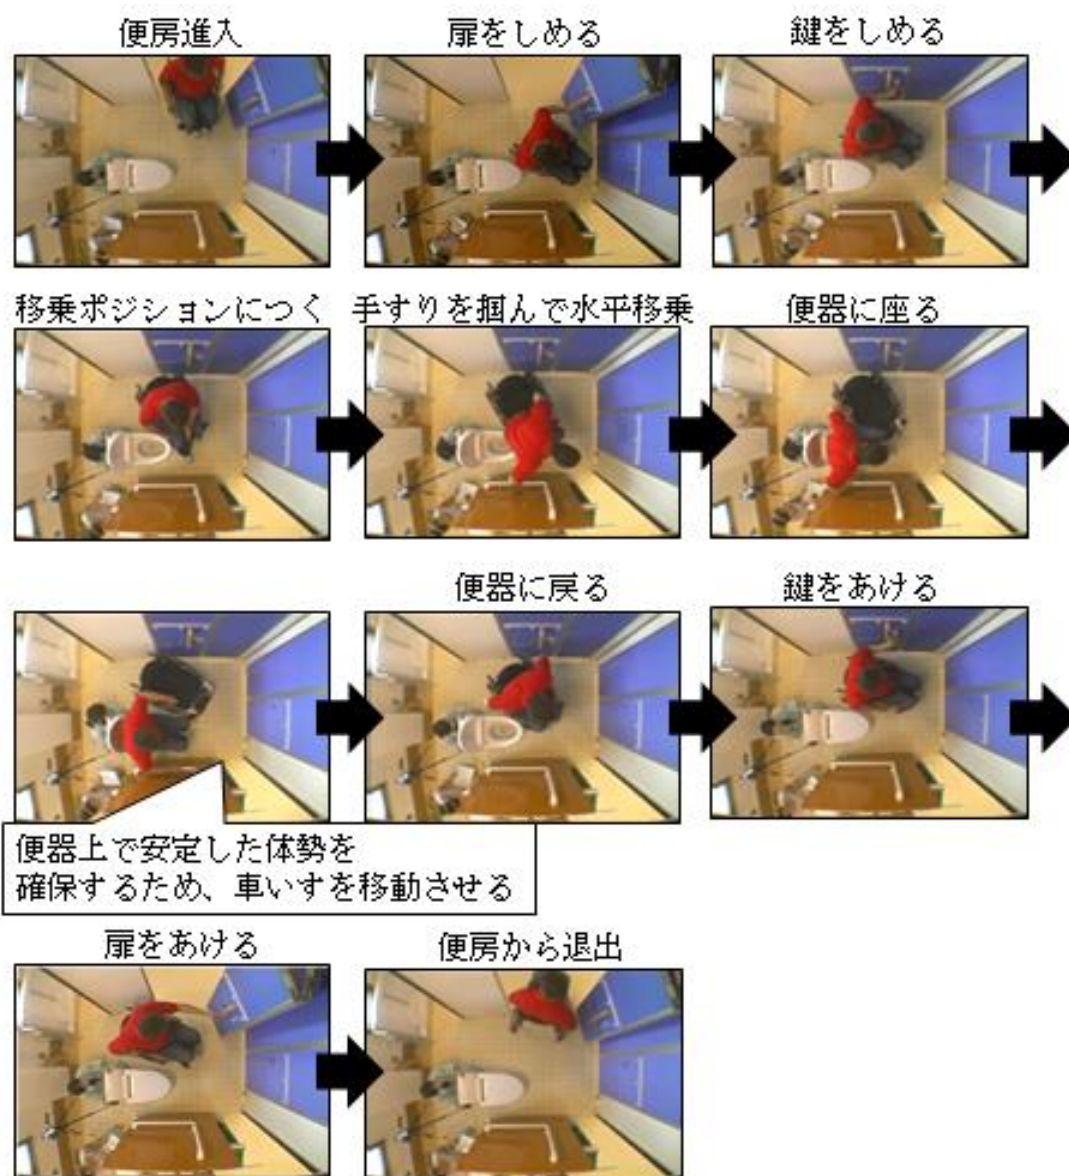 便房進入
扉をしめる
鍵をしめる
移乗ポジションにつく
手すりを掴んで水平移乗
便器に座る
便器に戻る
鍵をあける
便器上で安定した体勢を
確保するため、車いすを移動させる
扉をあける
便房から退出